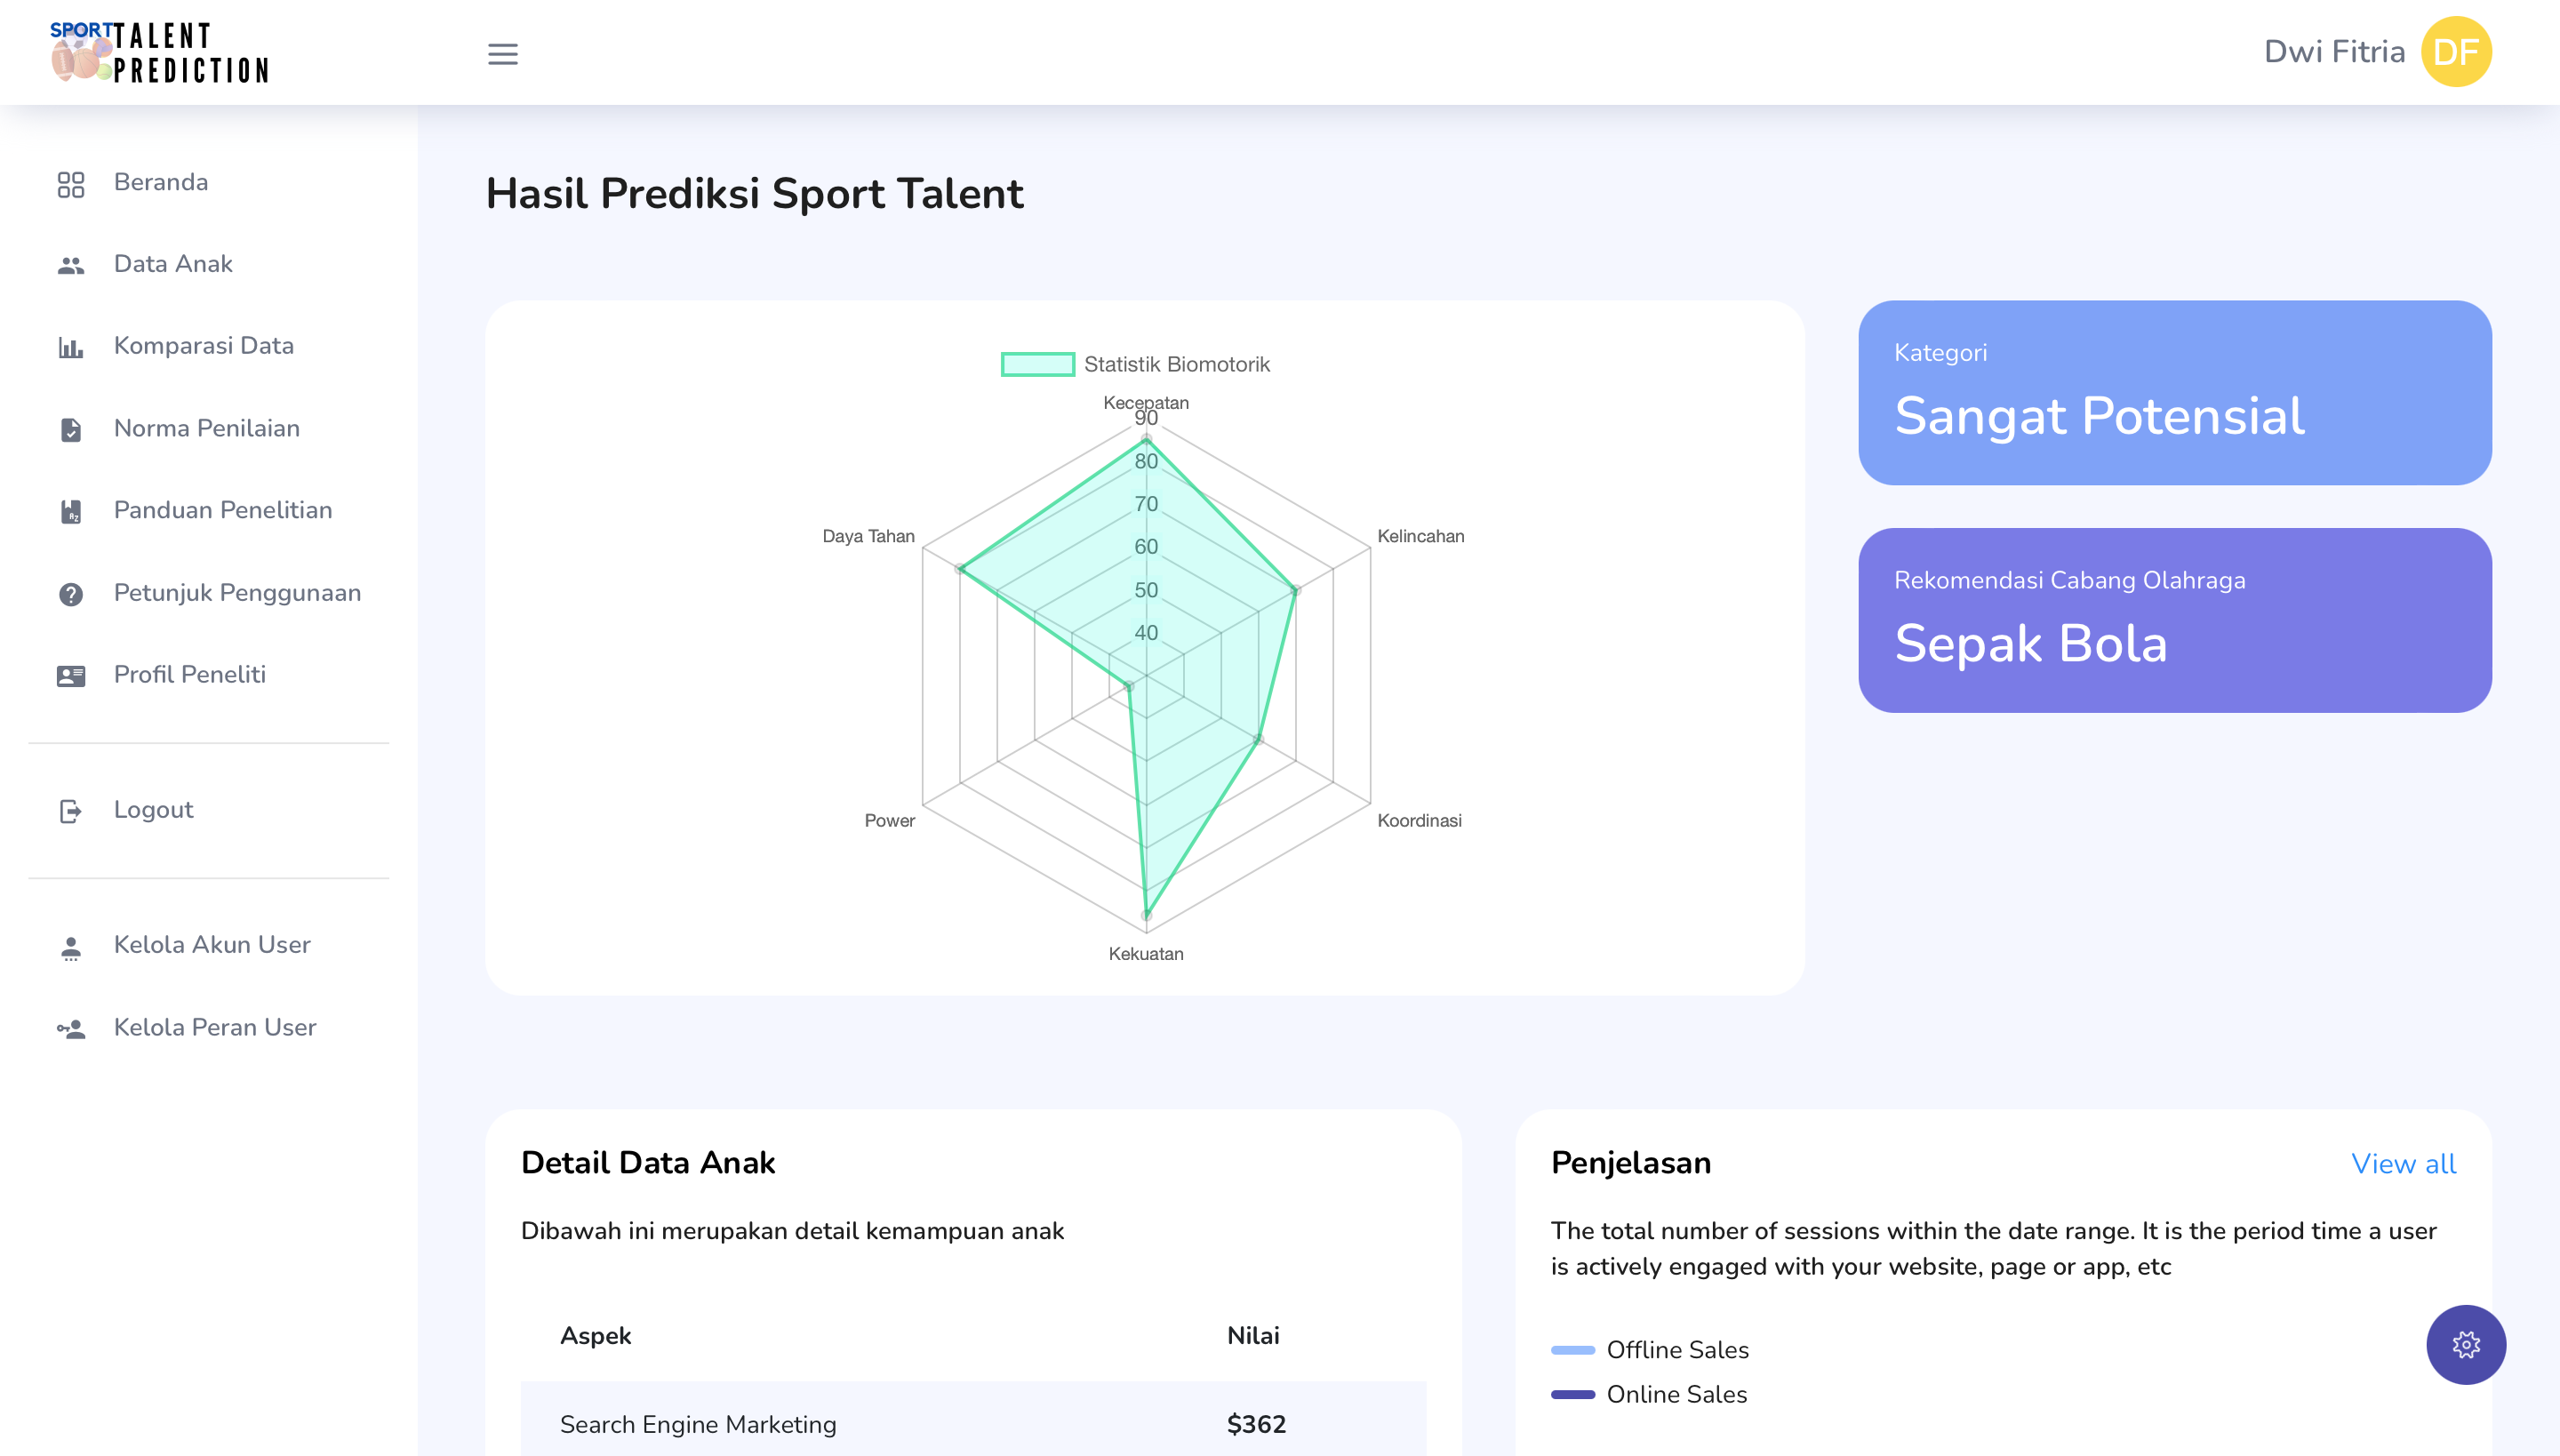 SPORT TALENT
PREDICTION
Dwi Fitria
DF
Beranda
Data Anak
Komparasi Data
Norma Penilaian
Panduan Penelitian
Petunjuk Penggunaan
Profil Peneliti
Logout
Kelola Akun User
Kelola Peran User
Hasil Prediksi Sport Talent
Statistik Biomotorik
Kecepatan
90
80
70
60
50
40
Daya Tahan
Kelincahan
Power
Koordinasi
Kekuatan
Kategori
Sangat Potensial
Rekomendasi Cabang Olahraga
Sepak Bola
Detail Data Anak
Dibawah ini merupakan detail kemampuan anak
Aspek Nilai
Search Engine Marketing $362
Penjelasan View all
The total number of sessions within the date range. It is the period time a user
is actively engaged with your website, page or app, etc
Offline Sales
Online Sales